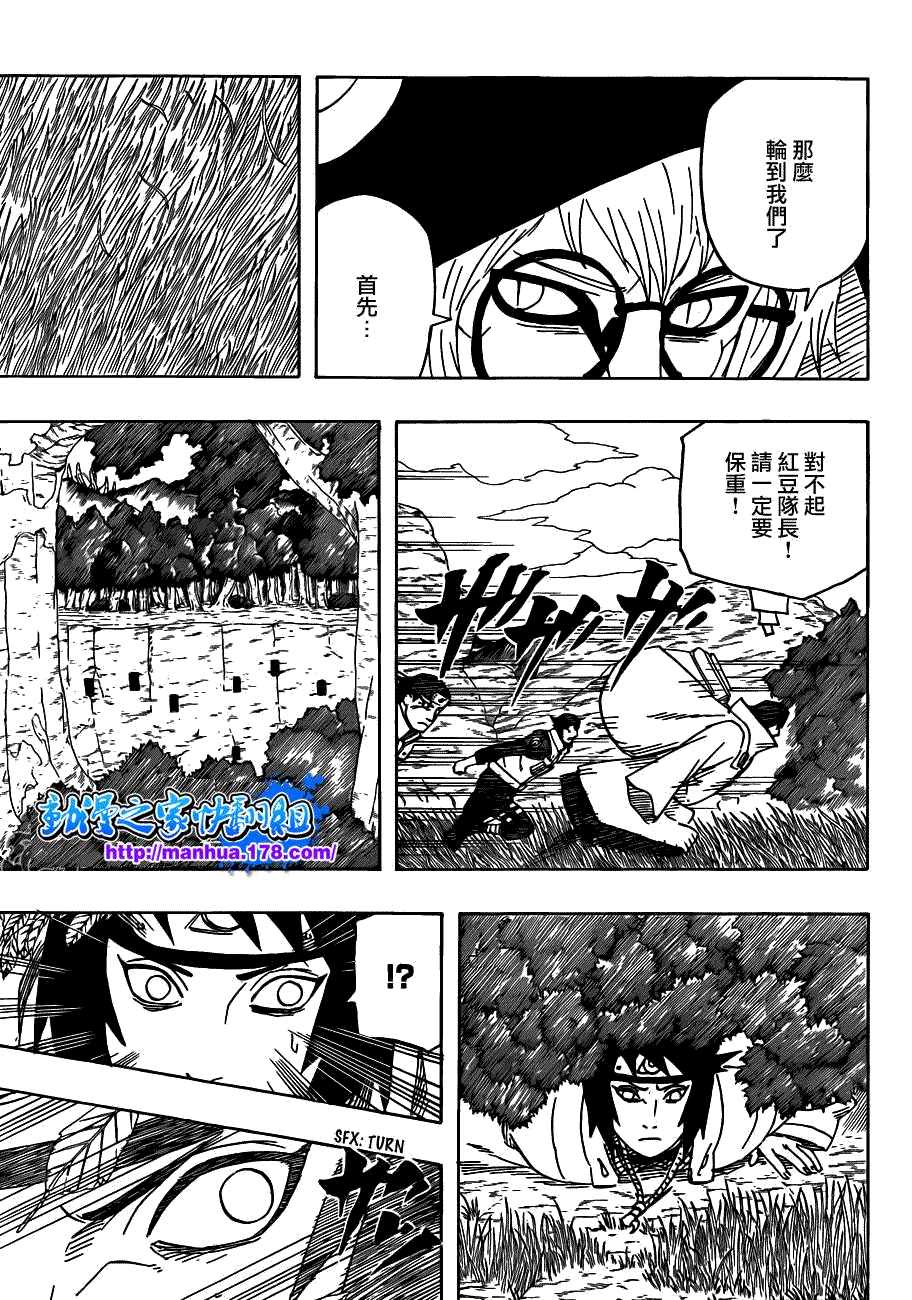 那麼
輪到我們了
首先…
對不起
紅豆隊長！
請一定要
保重！
ザザザ
動漫之家快翻組
http://manhua.178.com/
!?
SFX: TURN